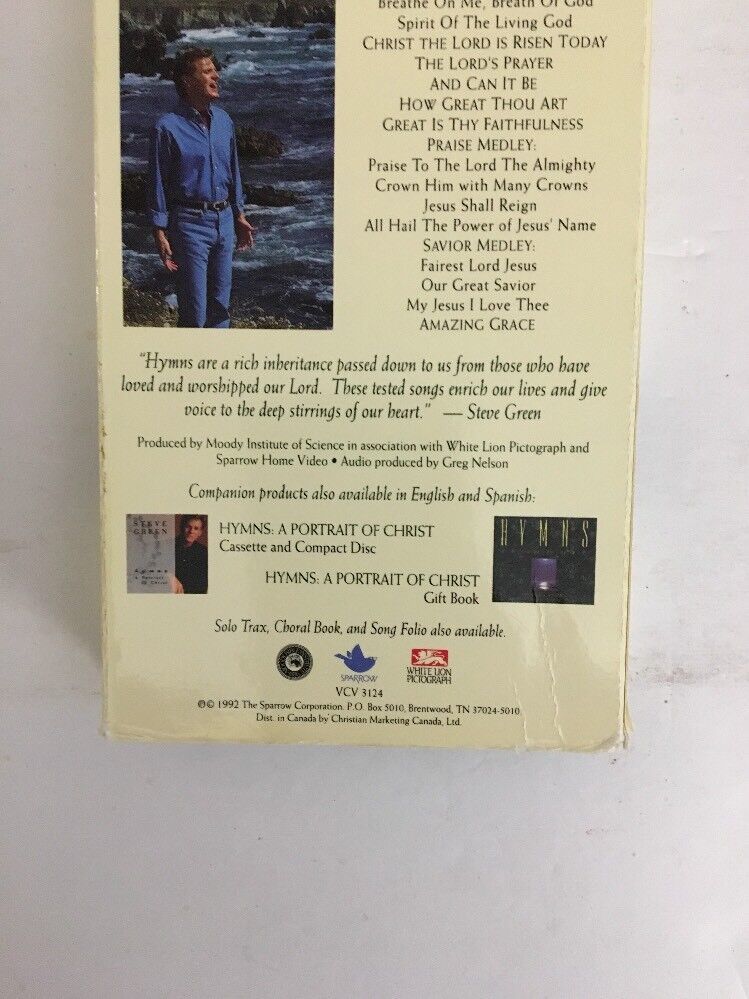 Breathe On Me, Breath Of God
Spirit Of The Living God
CHRIST THE LORD IS RISEN TODAY
THE LORD'S PRAYER
AND CAN IT BE
HOW GREAT THOU ART
GREAT IS THY FAITHFULNESS
PRAISE MEDLEY:
Praise To The Lord The Almighty
Crown Him with Many Crowns
Jesus Shall Reign
All Hail The Power of Jesus' Name
SAVIOR MEDLEY:
Fairest Lord Jesus
Our Great Savior
My Jesus I Love Thee
AMAZING GRACE
"Hymns are a rich inheritance passed down to us from those who have
loved and worshipped our Lord. These tested songs enrich our lives and give
voice to the deep stirrings of our heart." — Steve Green
Produced by Moody Institute of Science in association with White Lion Pictograph and
Sparrow Home Video • Audio produced by Greg Nelson
Companion products also available in English and Spanish:
STEVE
GREEN
Hymns
a Portrait
of Christ
HYMNS: A PORTRAIT OF CHRIST
Cassette and Compact Disc
HYMNS
HYMNS: A PORTRAIT OF CHRIST
Gift Book
Solo Trax, Choral Book, and Song Folio also available.
SPARROW
WHITE LION
PICTOGRAPH
VCV 3124
℗© 1992 The Sparrow Corporation. P.O. Box 5010, Brentwood, TN 37024-5010
Dist. in Canada by Christian Marketing Canada, Ltd.